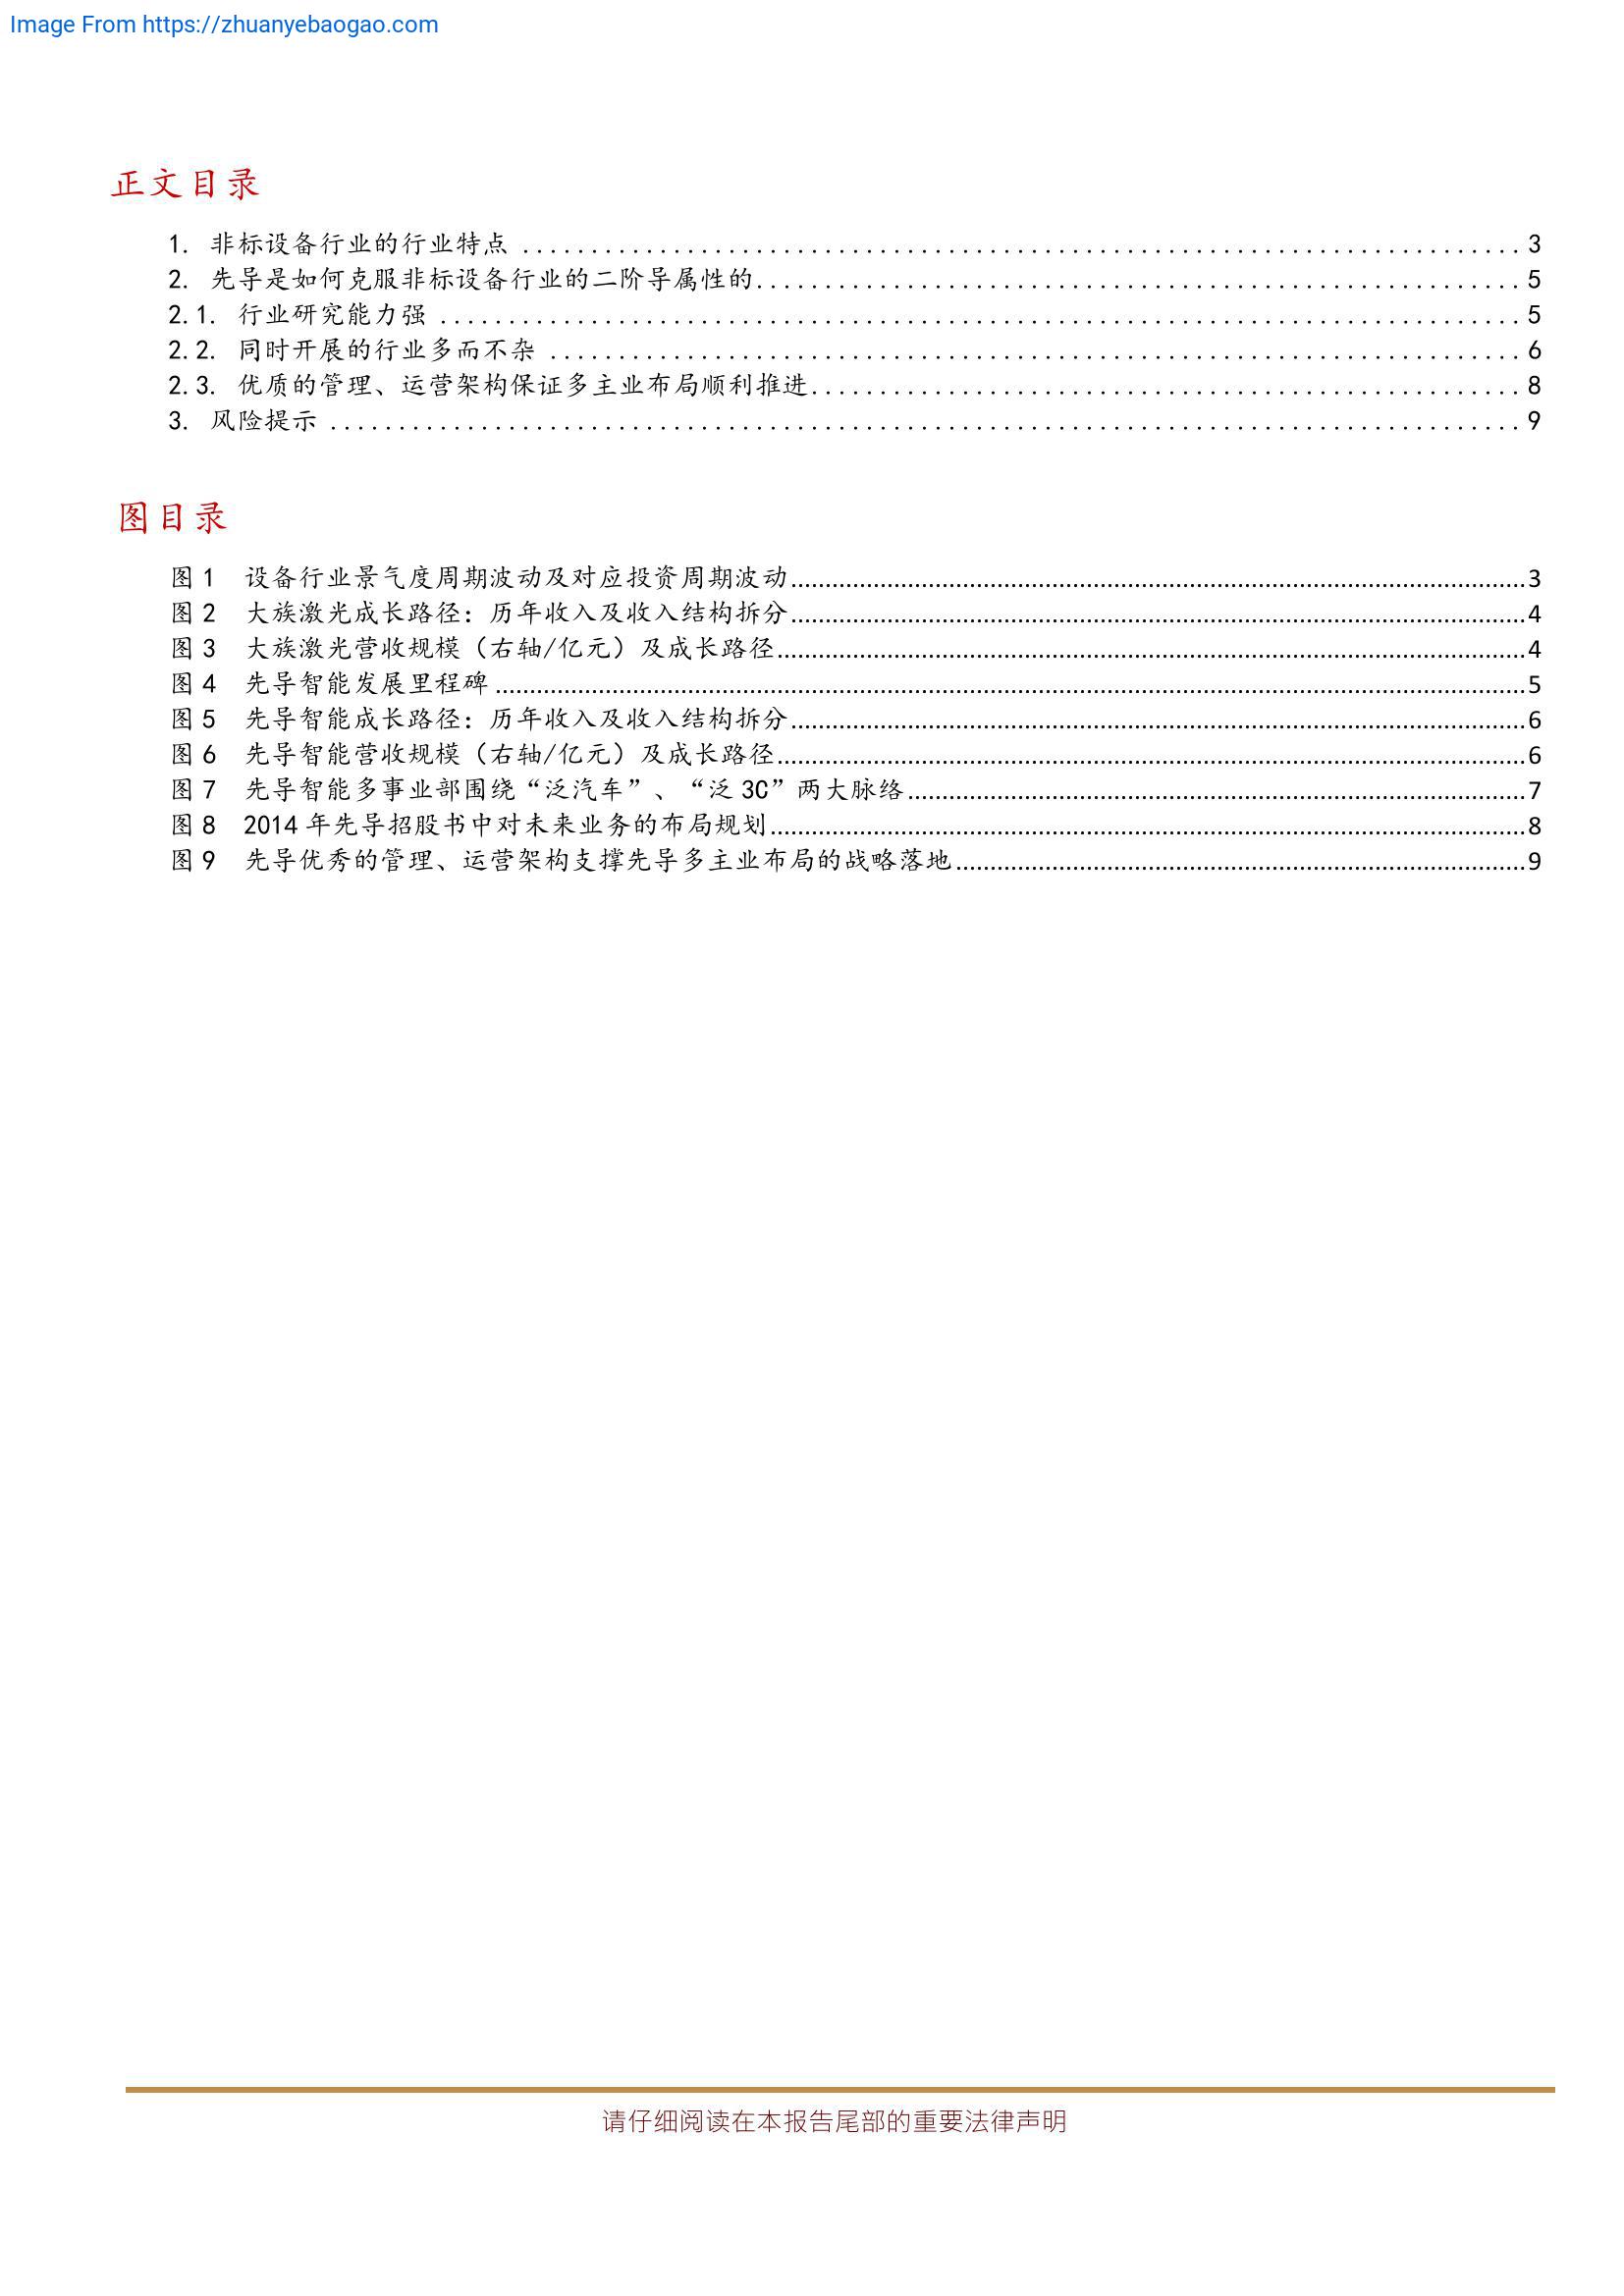 Image From https://zhuanyebaogao.com
正文目录
1. 非标设备行业的行业特点 ........................................................................ 3
2. 先导是如何克服非标设备行业的二阶导属性的........................................................ 5
2.1. 行业研究能力强 .............................................................................. 5
2.2. 同时开展的行业多而不杂 ...................................................................... 6
2.3. 优质的管理、运营架构保证多主业布局顺利推进.................................................... 8
3. 风险提示 ...................................................................................... 9
图目录
图 1 设备行业景气度周期波动及对应投资周期波动........................................................3
图 2 大族激光成长路径：历年收入及收入结构拆分........................................................4
图 3 大族激光营收规模（右轴/亿元）及成长路径........................................................4
图 4 先导智能发展里程碑........................................................5
图 5 先导智能成长路径：历年收入及收入结构拆分........................................................6
图 6 先导智能营收规模（右轴/亿元）及成长路径........................................................6
图 7 先导智能多事业部围绕“泛汽车”、“泛 3C”两大脉络........................................................7
图 8 2014 年先导招股书中对未来业务的布局规划........................................................8
图 9 先导优秀的管理、运营架构支撑先导多主业布局的战略落地........................................................9
请仔细阅读在本报告尾部的重要法律声明